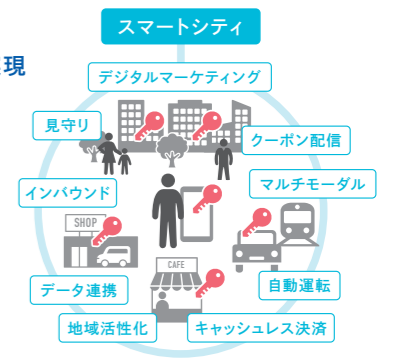 スマートシティ
現
デジタルマーケティング
見守り
クーポン配信
インバウンド
マルチモーダル
SHOP
CAFE
データ連携
自動運転
地域活性化
キャッシュレス決済